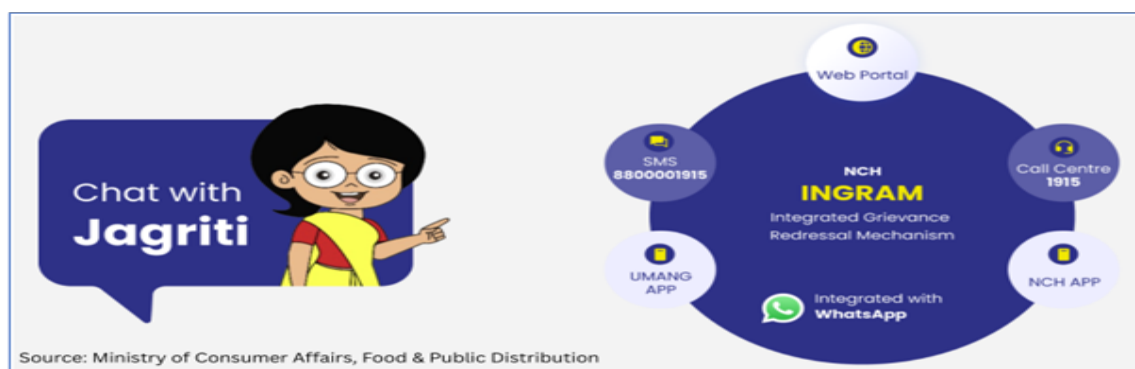 Chat with
Jagriti
Web Portal
SMS
8800001915
Call Centre
1915
NCH
INGRAM
Integrated Grievance
Redressal Mechanism
UMANG
APP
NCH APP
Integrated with
WhatsApp
Source: Ministry of Consumer Affairs, Food & Public Distribution